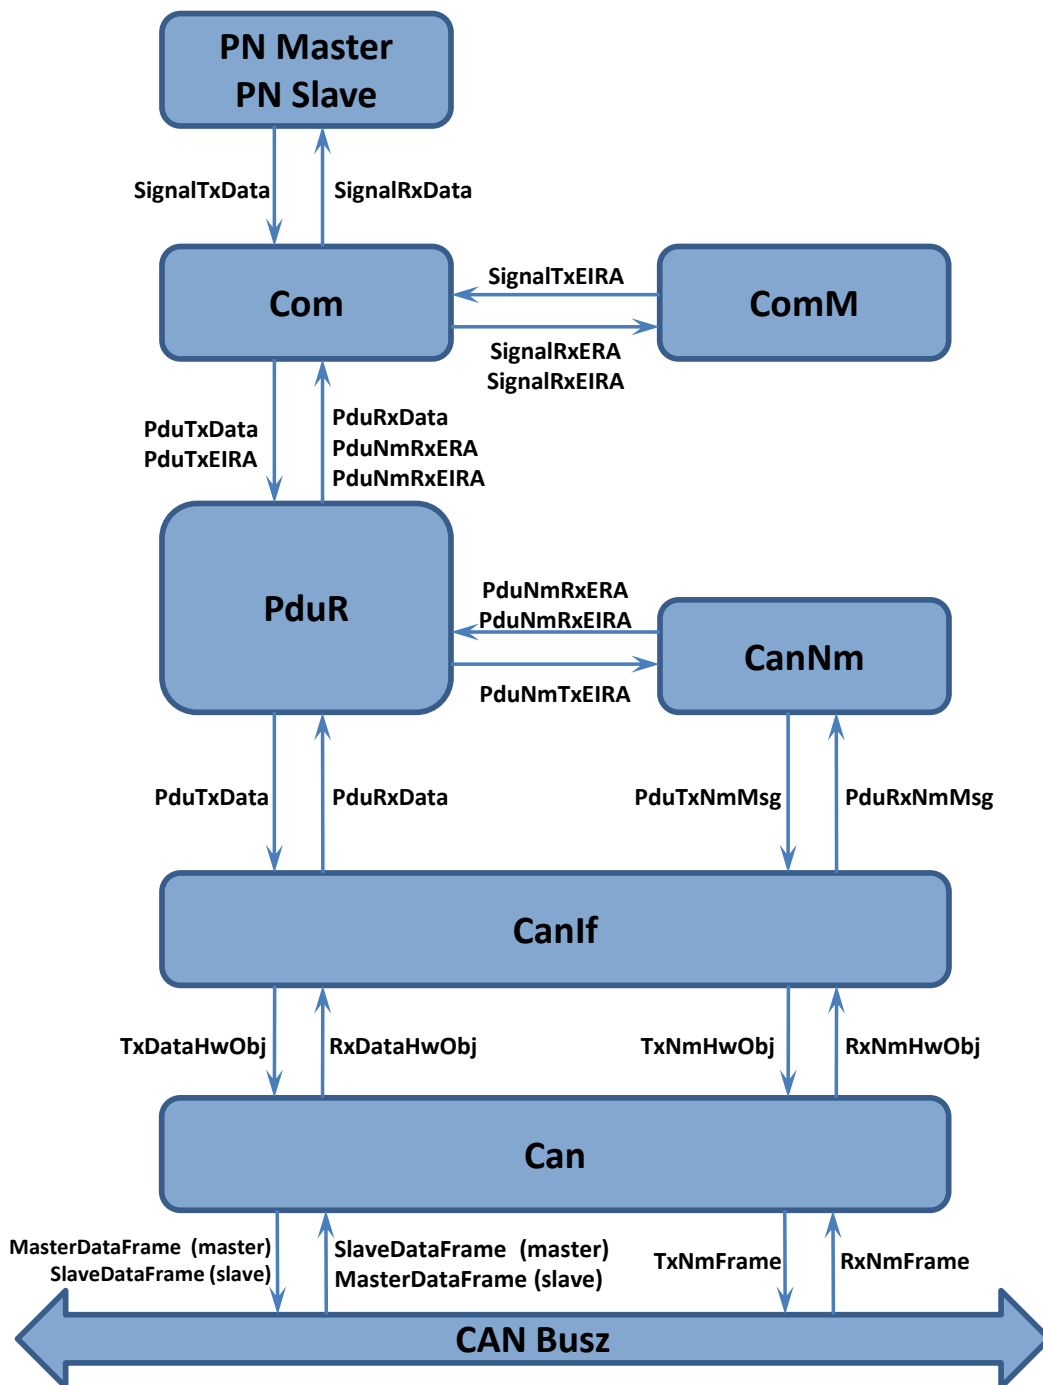 PN Master
PN Slave
SignalTxData
SignalRxData
Com
SignalTxEIRA
ComM
SignalRxERA
SignalRxEIRA
PduTxData
PduTxEIRA
PduRxData
PduNmRxERA
PduNmRxEIRA
PduR
PduNmRxERA
PduNmRxEIRA
CanNm
PduNmTxEIRA
PduTxData
PduRxData
PduTxNmMsg
PduRxNmMsg
CanIf
TxDataHwObj
RxDataHwObj
TxNmHwObj
RxNmHwObj
Can
MasterDataFrame (master)
SlaveDataFrame (slave)
SlaveDataFrame (master)
MasterDataFrame (slave)
TxNmFrame
RxNmFrame
CAN Busz